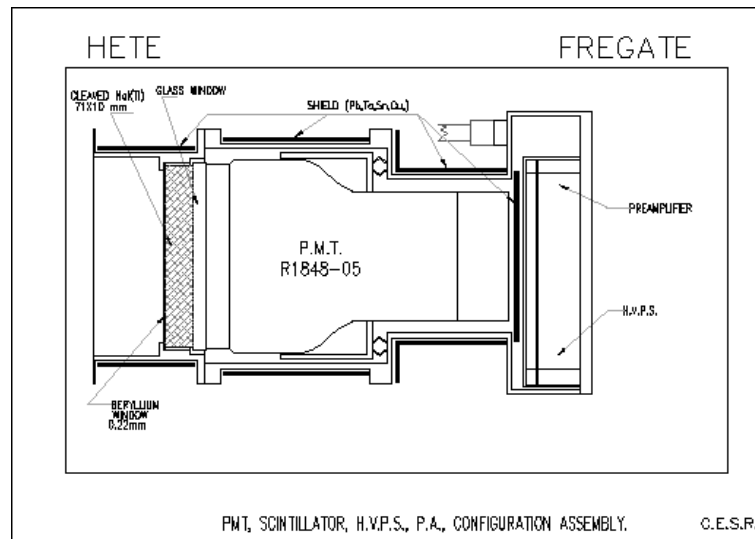 HETE
FREGATE
CLEAVED NaI(Tl)
71X10 mm
GLASS WINDOW
SHIELD (Pb,Ta,Sn,Cu,)
PREAMPLIFIER
P.M.T.
R1848-05
H.V.P.S.
BERYLLIUM
WINDOW
0.22mm
PMT, SCINTILLATOR, H.V.P.S., P.A., CONFIGURATION ASSEMBLY.
C.E.S.R.